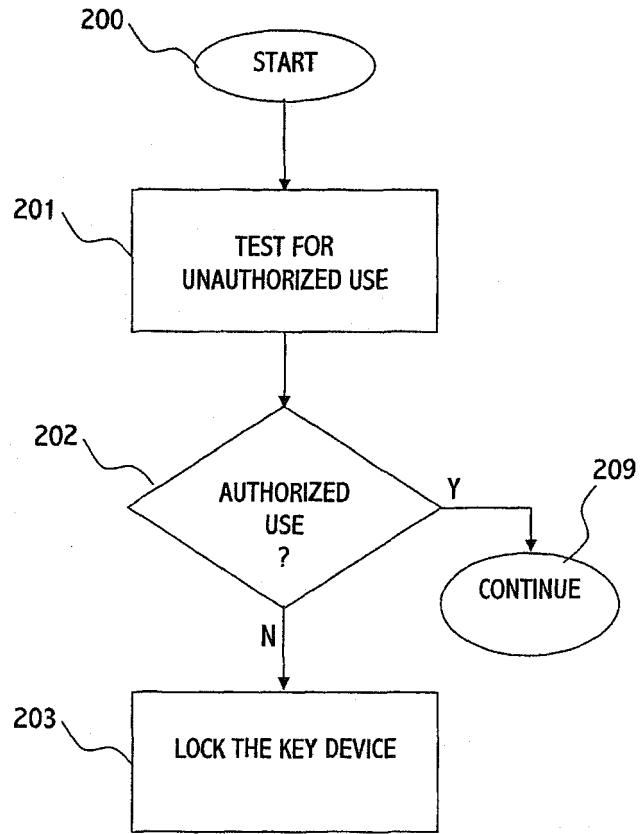 200
START
201
TEST FOR
UNAUTHORIZED USE
202
AUTHORIZED
USE
?
Y
209
CONTINUE
N
203
LOCK THE KEY DEVICE